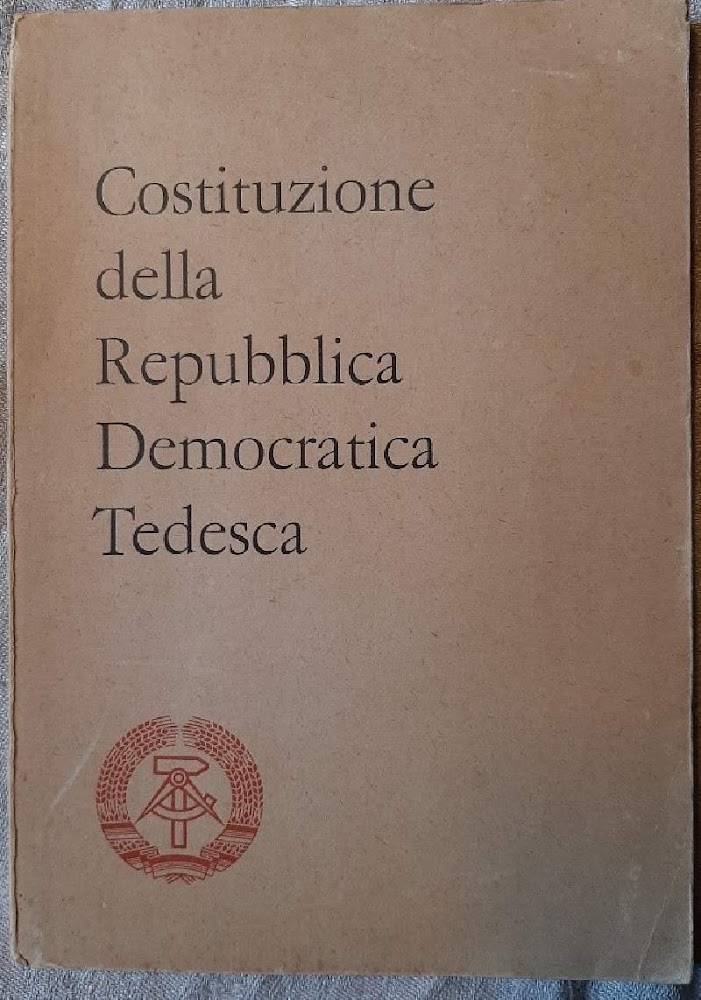 Costituzione
della
Repubblica
Democratica
Tedesca